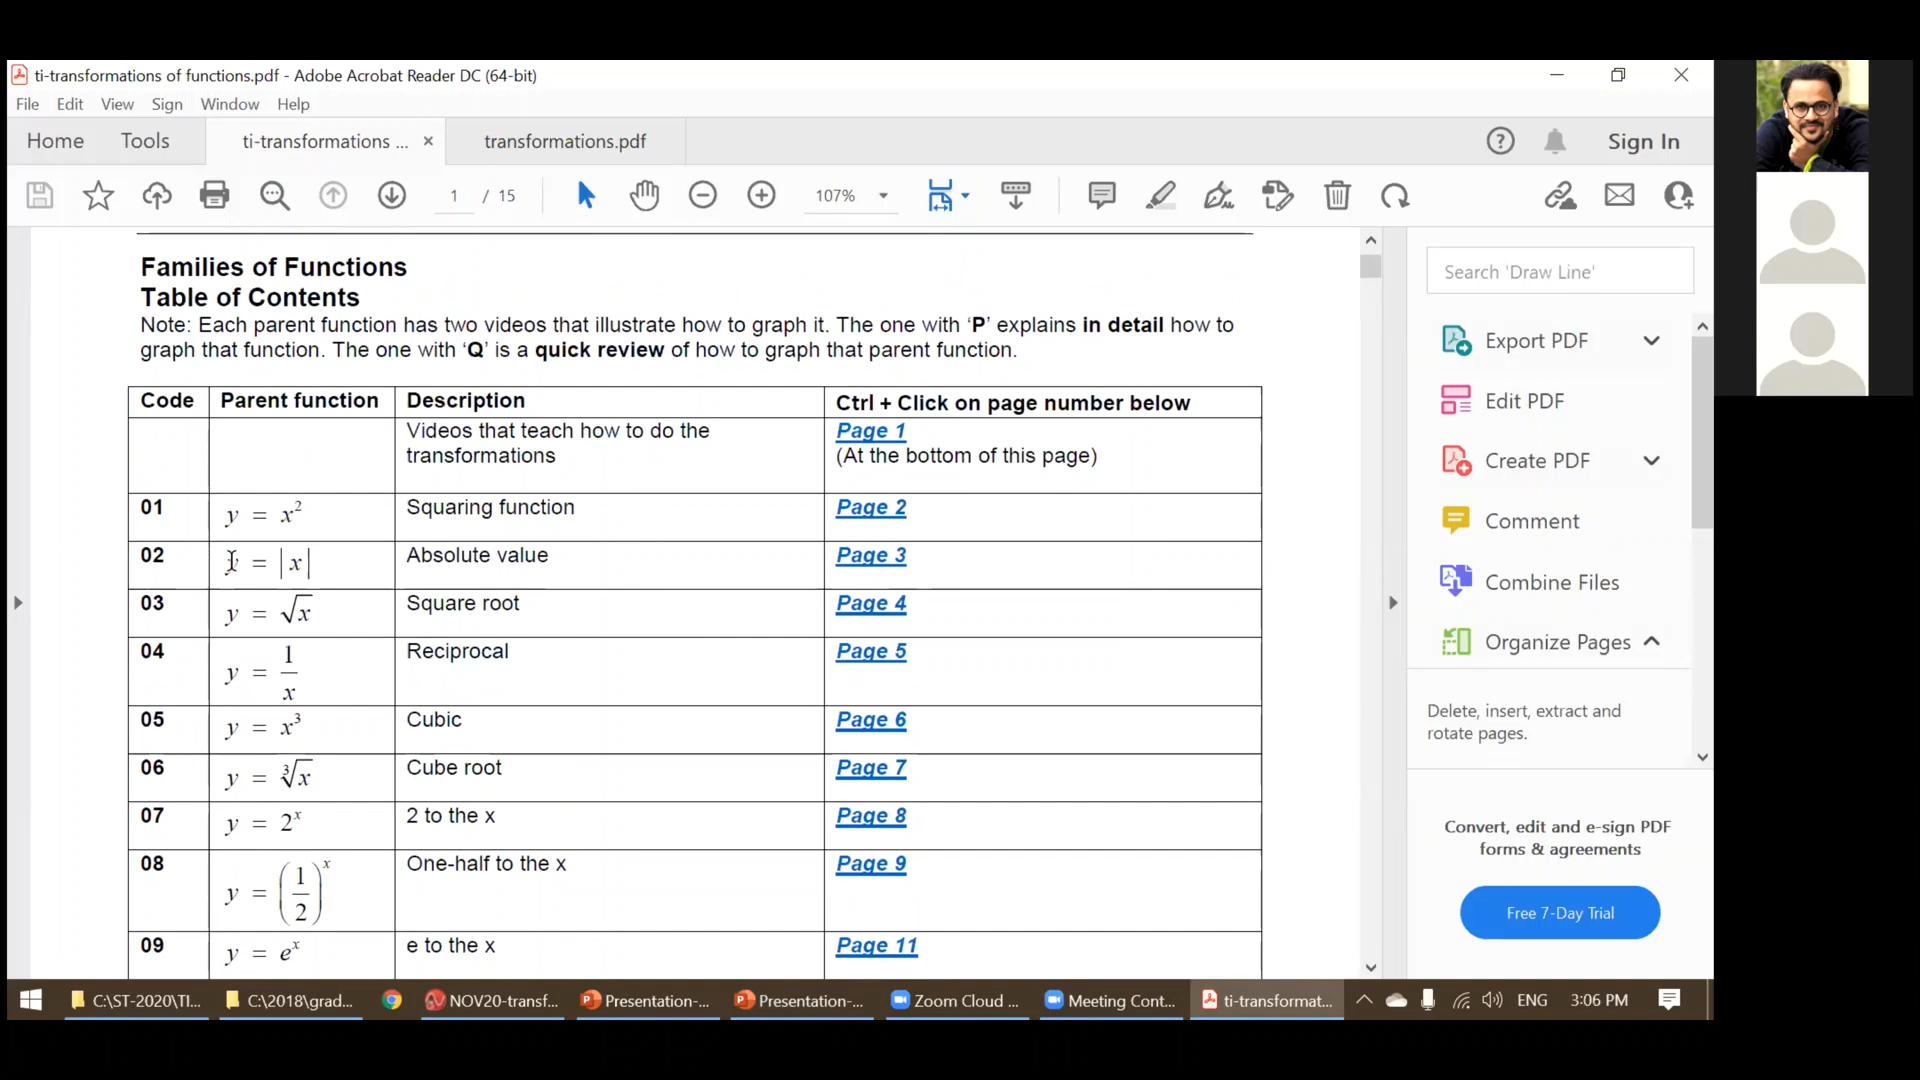 ti-transformations of functions.pdf - Adobe Acrobat Reader DC (64-bit)
File Edit View Sign Window Help
Home Tools ti-transformations ... × transformations.pdf Sign In
1 / 15 107%
Families of Functions
Table of Contents
Note: Each parent function has two videos that illustrate how to graph it. The one with ‘P’ explains in detail how to
graph that function. The one with ‘Q’ is a quick review of how to graph that parent function.
Code Parent function Description Ctrl + Click on page number below
Videos that teach how to do the Page 1
transformations (At the bottom of this page)
01 y = x² Squaring function Page 2
02 y = |x| Absolute value Page 3
03 y = √x Square root Page 4
04 y = 1/x Reciprocal Page 5
05 y = x³ Cubic Page 6
06 y = ∛x Cube root Page 7
07 y = 2ˣ 2 to the x Page 8
08 y = (1/2)ˣ One-half to the x Page 9
09 y = eˣ e to the x Page 11
Search 'Draw Line'
Export PDF
Edit PDF
Create PDF
Comment
Combine Files
Organize Pages
Delete, insert, extract and
rotate pages.
Convert, edit and e-sign PDF
forms & agreements
Free 7-Day Trial
C:\ST-2020\TI... C:\2018\grad... NOV20-transf... Presentation-... Presentation-... Zoom Cloud ... Meeting Cont... ti-transformat... ENG 3:06 PM